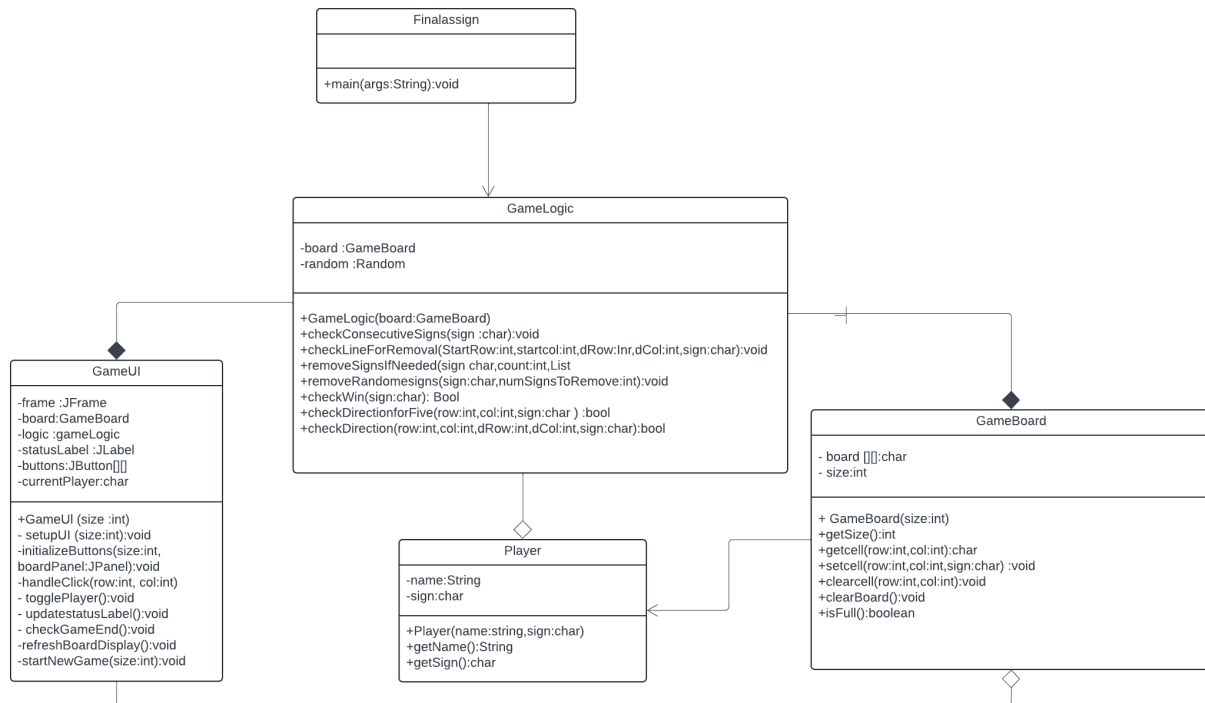 Finalassign
+main(args:String):void
GameLogic
-board :GameBoard
-random :Random
+GameLogic(board:GameBoard)
+checkConsecutiveSigns(sign :char):void
+checkLineForRemoval(StartRow:int,startcol:int,dRow:Inr,dCol:int,sign:char):void
+removeSignsIfNeeded(sign char,count:int,List
+removeRandomesigns(sign:char,numSignsToRemove:int):void
+checkWin(sign:char): Bool
+checkDirectionforFive(row:int,col:int,sign:char ) :bool
+checkDirection(row:int,col:int,dRow:int,dCol:int,sign:char):bool
GameUI
-frame :JFrame
-board:GameBoard
-logic :gameLogic
-statusLabel :JLabel
-buttons:JButton[][]
-currentPlayer:char
+GameUI (size :int)
- setupUI (size:int):void
-initializeButtons(size:int,
boardPanel:JPanel):void
-handleClick(row:int, col:int)
- togglePlayer():void
- updatestatusLabel():void
- checkGameEnd():void
-refreshBoardDisplay():void
-startNewGame(size:int):void
Player
-name:String
-sign:char
+Player(name:string,sign:char)
+getName():String
+getSign():char
GameBoard
- board [][]:char
- size:int
+ GameBoard(size:int)
+getSize():int
+getcell(row:int,col:int):char
+setcell(row:int,col:int,sign:char) :void
+clearcell(row:int,col:int):void
+clearBoard():void
+isFull():boolean